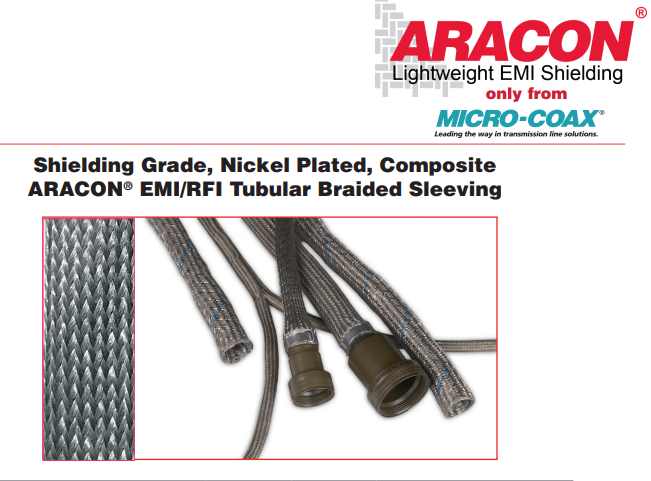 ARACON®
Lightweight EMI Shielding
only from
MICRO-COAX®
Leading the way in transmission line solutions.
Shielding Grade, Nickel Plated, Composite
ARACON® EMI/RFI Tubular Braided Sleeving